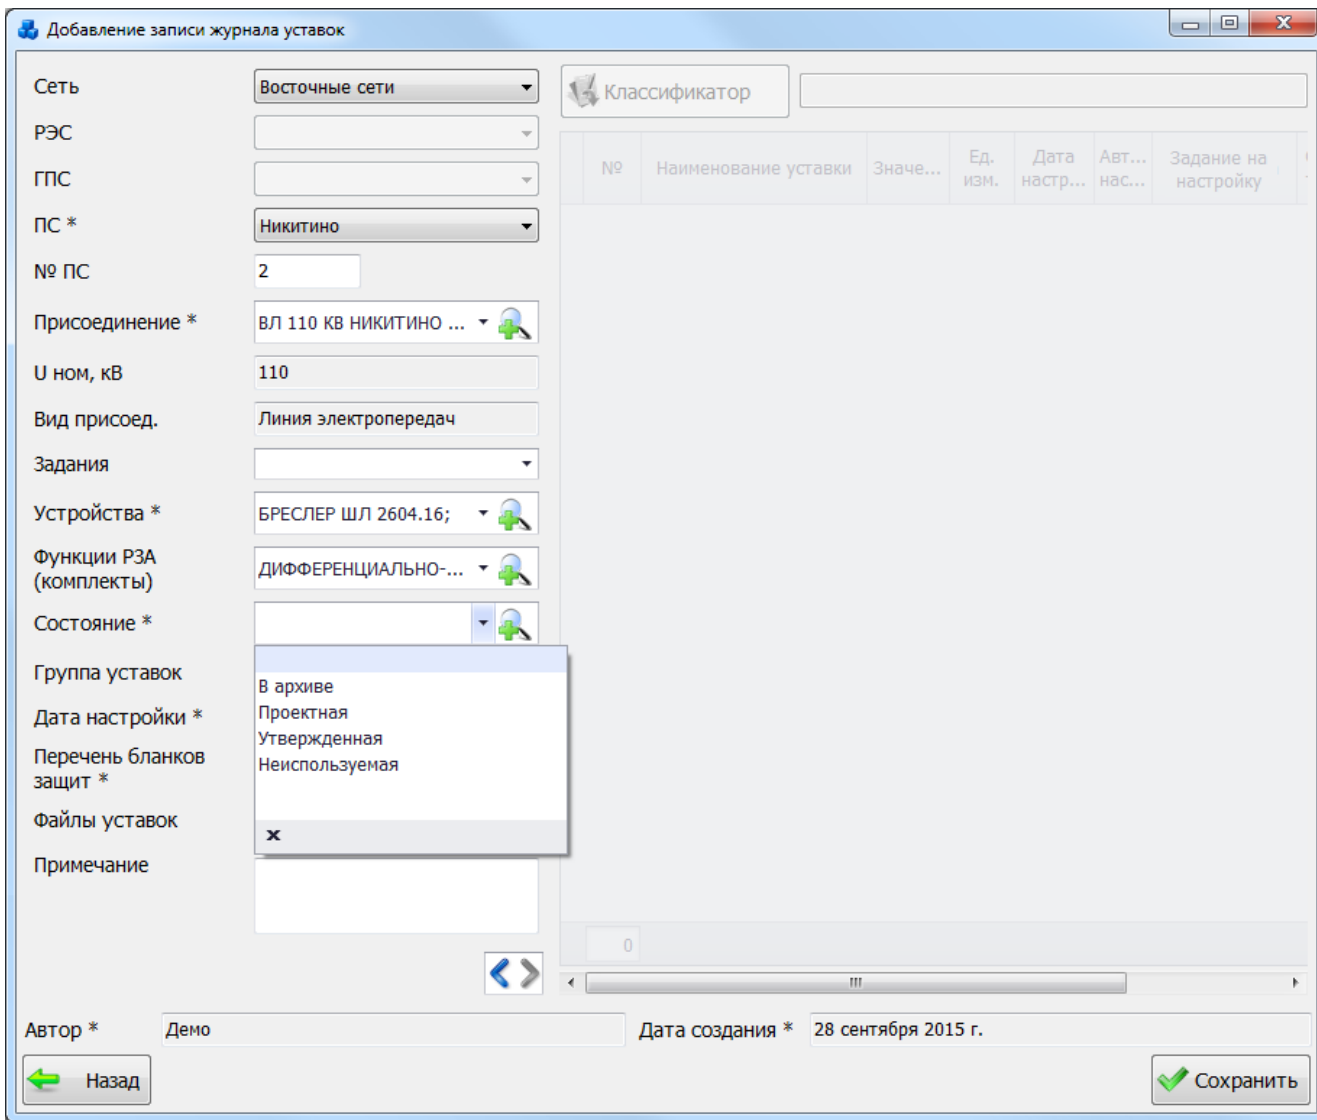 Добавление записи журнала уставок
Сеть
Восточные сети
РЭС
ГПС
ПС *
Никитино
№ ПС
2
Присоединение *
ВЛ 110 КВ НИКИТИНО ...
U ном, кВ
110
Вид присоед.
Линия электропередач
Задания
Устройства *
БРЕСЛЕР ШЛ 2604.16;
Функции РЗА
(комплекты)
ДИФФЕРЕНЦИАЛЬНО-...
Состояние *
В архиве
Проектная
Утвержденная
Неиспользуемая
x
Группа уставок
Дата настройки *
Перечень бланков
защит *
Файлы уставок
Примечание
Классификатор
№
Наименование уставки
Значе...
Ед.
изм.
Дата
настр...
Авт...
нас...
Задание на
настройку
0
Автор *
Демо
Дата создания *
28 сентября 2015 г.
Назад
Сохранить